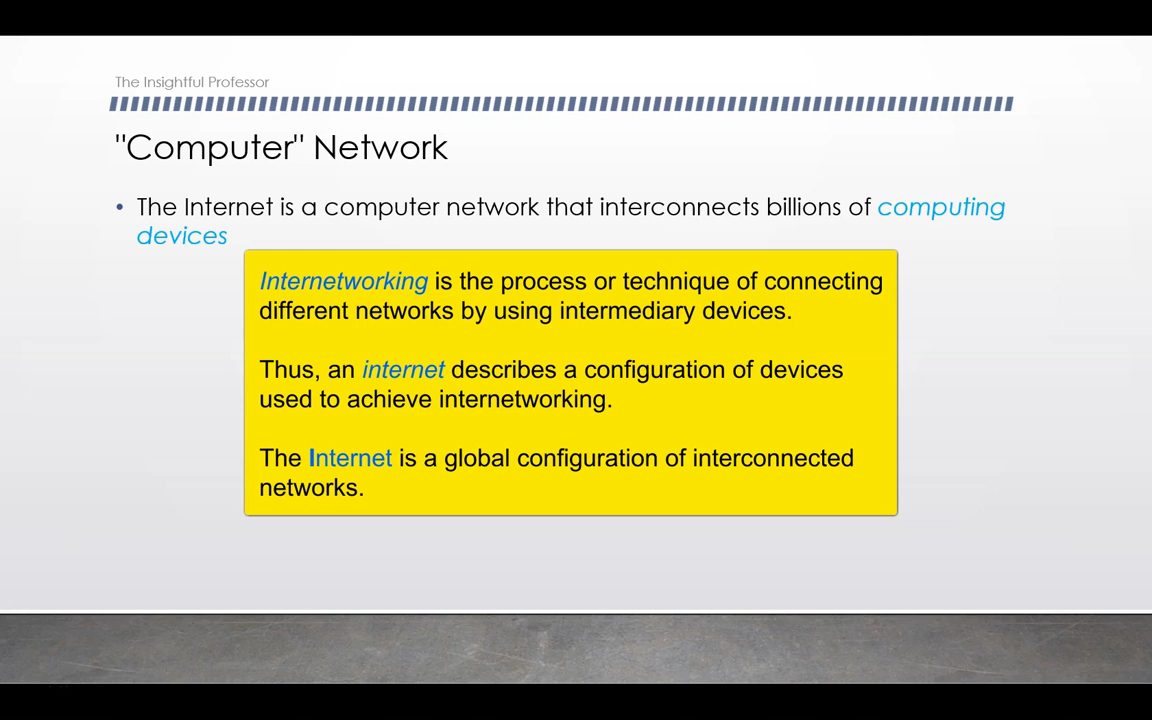 The Insightful Professor
"Computer" Network
• The Internet is a computer network that interconnects billions of computing
devices
Internetworking is the process or technique of connecting
different networks by using intermediary devices.
Thus, an internet describes a configuration of devices
used to achieve internetworking.
The Internet is a global configuration of interconnected
networks.